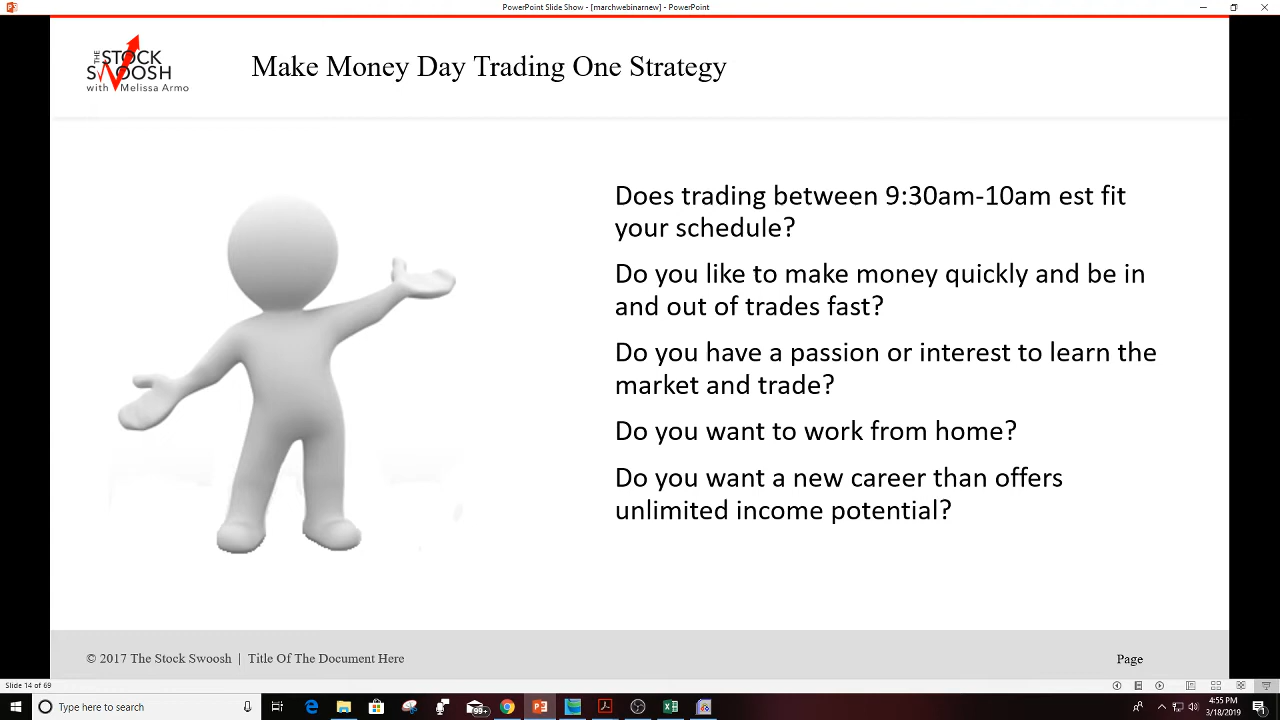 PowerPoint Slide Show - [marchwebinarnew] - PowerPoint
THE
STOCK
SWOOSH
with Melissa Armo
Make Money Day Trading One Strategy
Does trading between 9:30am-10am est fit
your schedule?
Do you like to make money quickly and be in
and out of trades fast?
Do you have a passion or interest to learn the
market and trade?
Do you want to work from home?
Do you want a new career than offers
unlimited income potential?
© 2017 The Stock Swoosh | Title Of The Document Here
Page
Slide 14 of 69
Type here to search
99+
4:55 PM
3/18/2019